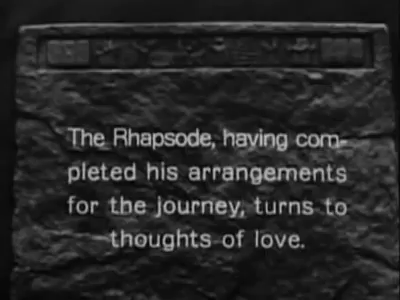 The Rhapsode, having com-
pleted his arrangements
for the journey, turns to
thoughts of love.